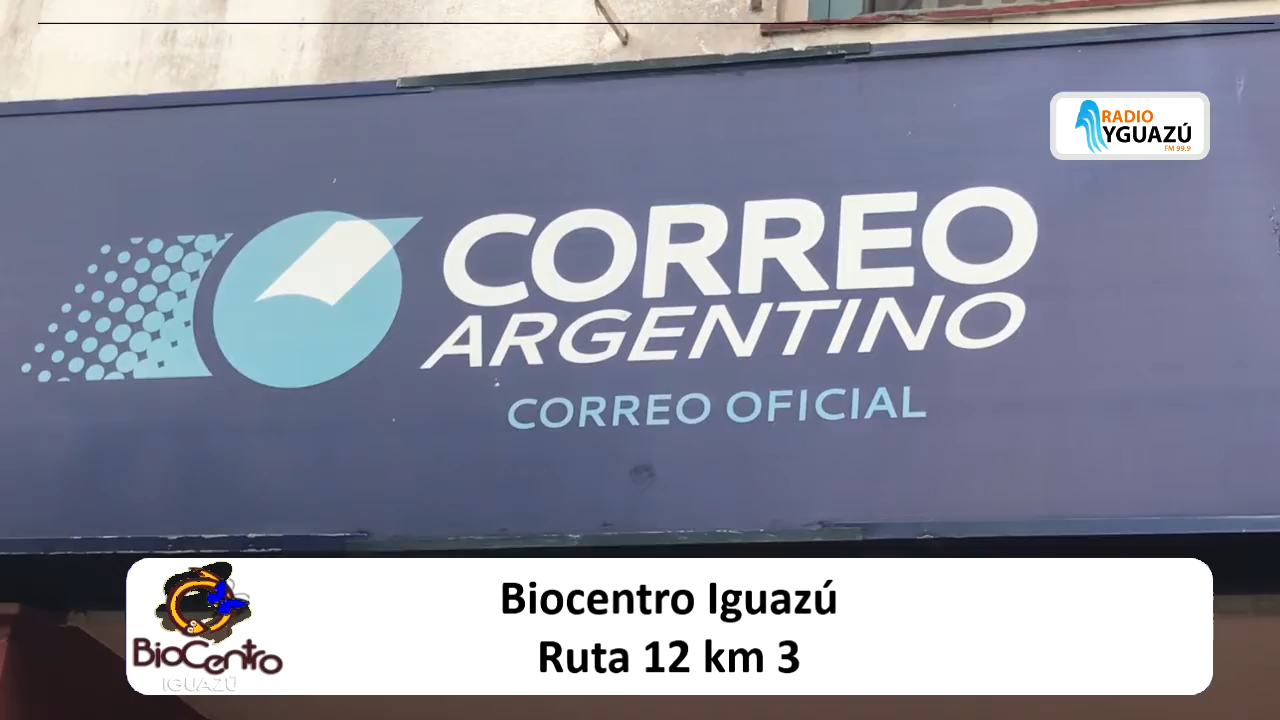 RADIO
YGUAZÚ
FM 99.9
CORREO
ARGENTINO
CORREO OFICIAL
Biocentro Iguazú
Ruta 12 km 3
BioCentro
IGUAZÚ